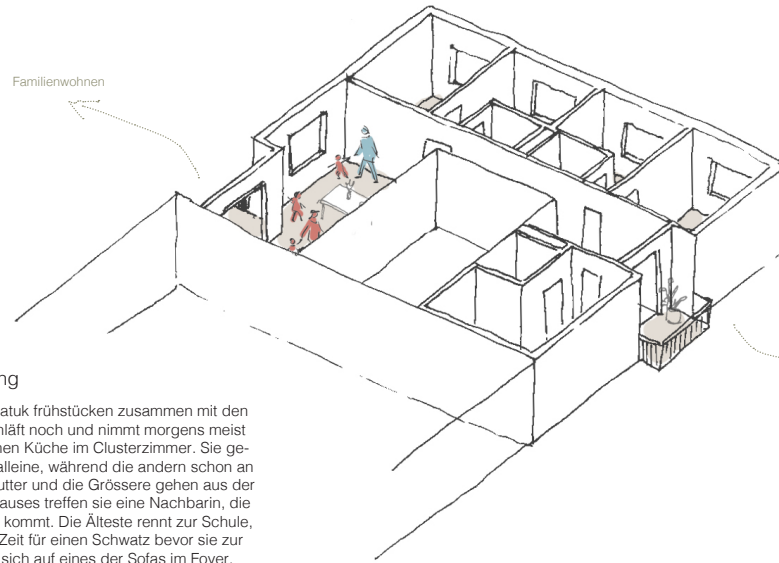 Familienwohnen
ng
atuk frühstücken zusammen mit den
hläft noch und nimmt morgens meist
nen Küche im Clusterzimmer. Sie ge-
alleine, während die andern schon an
utter und die Grössere gehen aus der
auses treffen sie eine Nachbarin, die
kommt. Die Älteste rennt zur Schule,
Zeit für einen Schwatz bevor sie zur
sich auf eines der Sofas im Foyer.